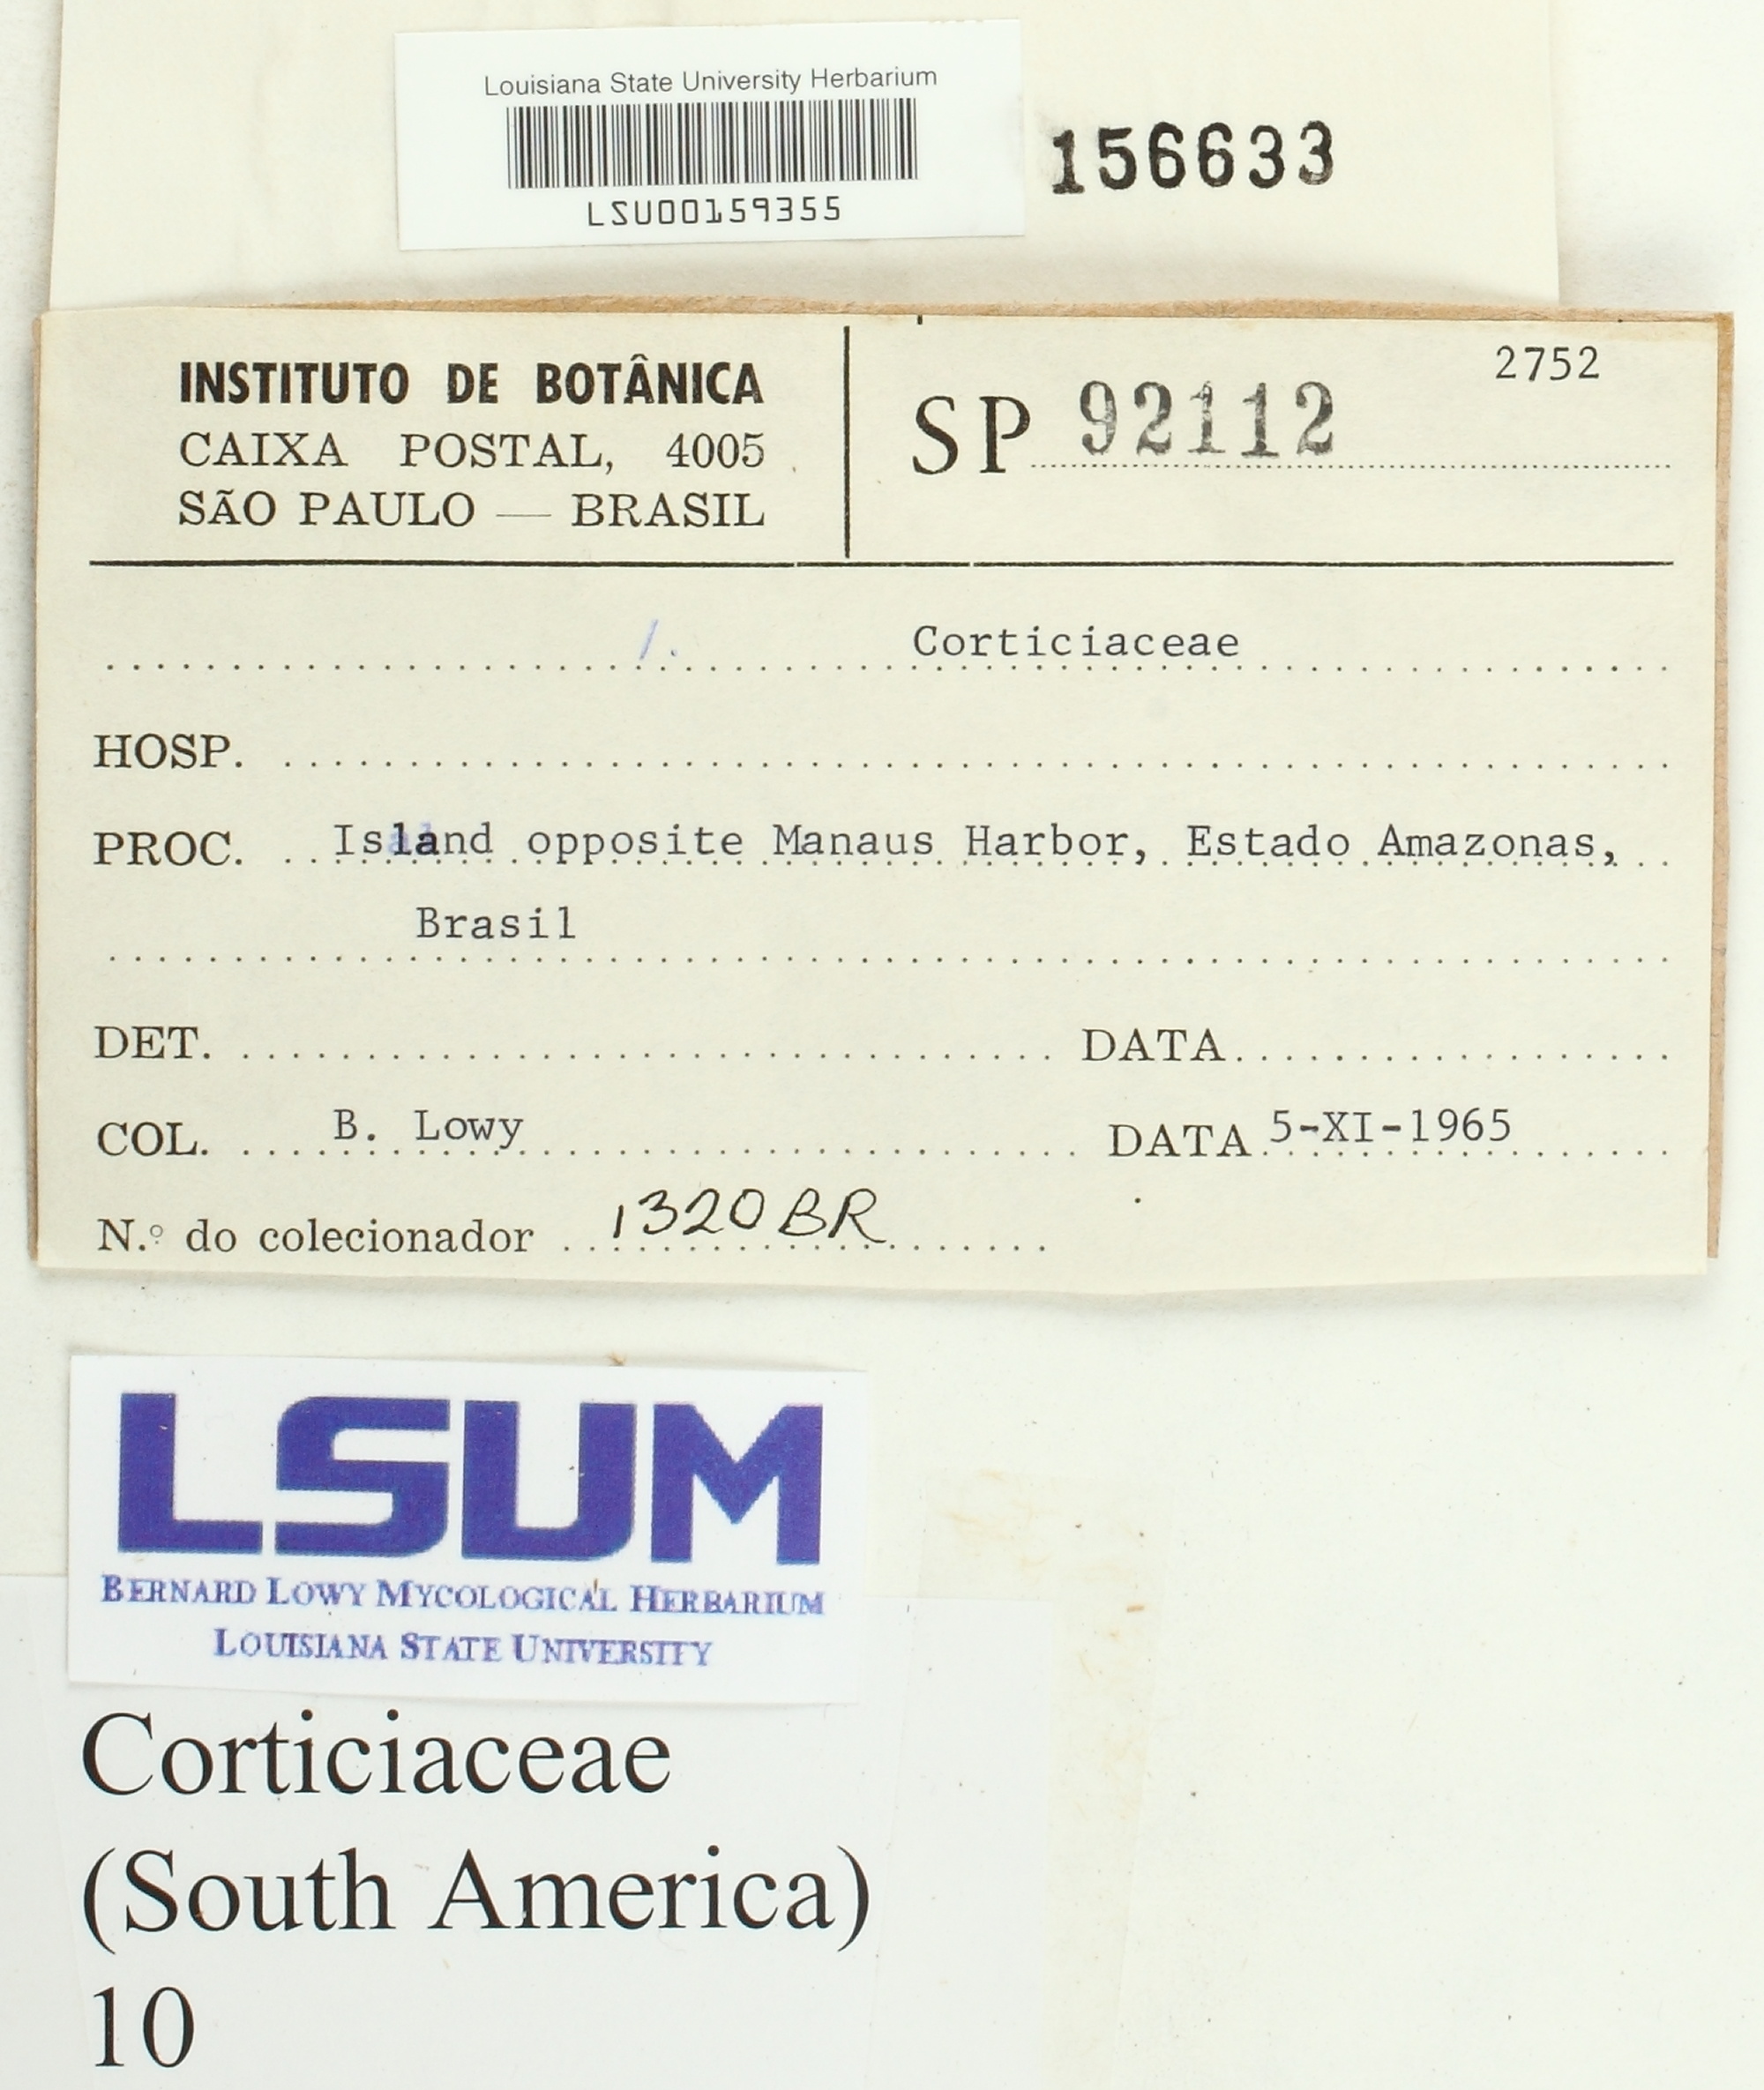 Louisiana State University Herbarium
LSU00159355
156633
INSTITUTO DE BOTÂNICA
CAIXA POSTAL, 4005
SÃO PAULO — BRASIL
2752
SP 92112
1. Corticiaceae
HOSP.
PROC. Island opposite Manaus Harbor, Estado Amazonas,
Brasil
DET. DATA
COL. B. Lowy DATA 5-XI-1965
N.º do colecionador 1320BR
LSUM
BERNARD LOWY MYCOLOGICAL HERBARIUM
LOUISIANA STATE UNIVERSITY
Corticiaceae
(South America)
10